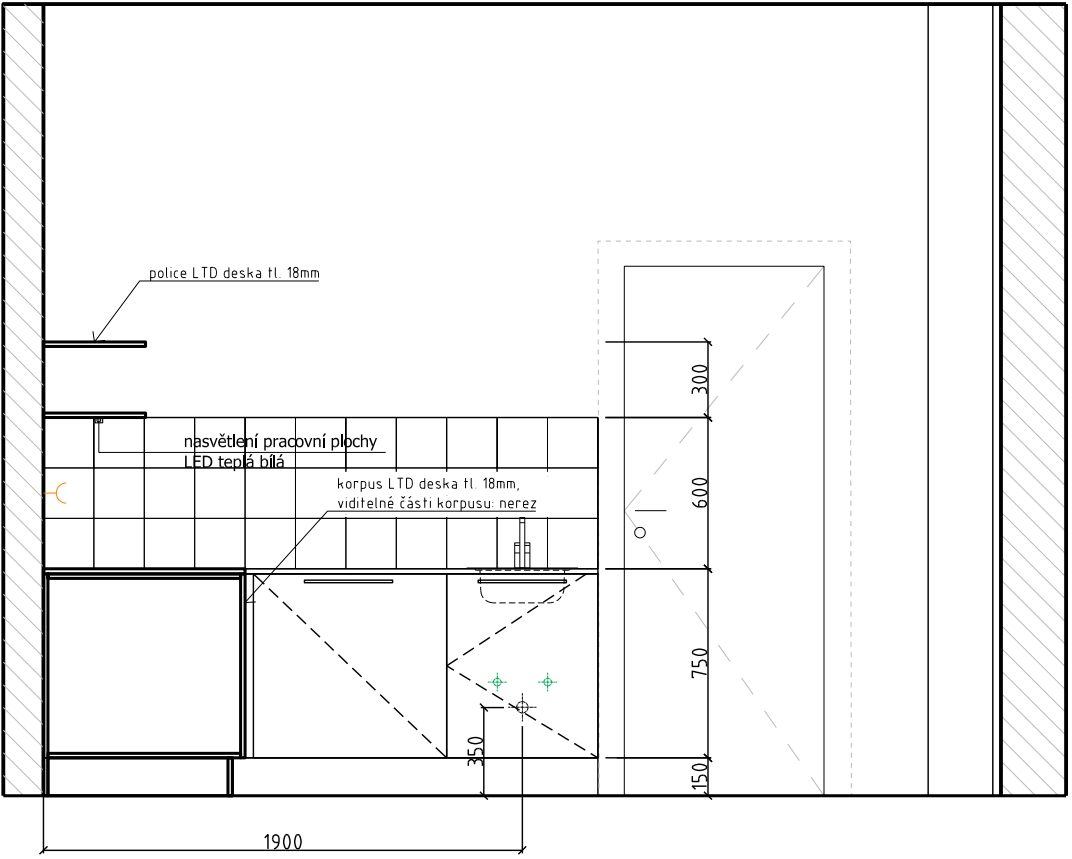 police LTD deska tl. 18mm
300
nasvětlení pracovní plochy
LED teplá bílá
korpus LTD deska tl. 18mm,
viditelné části korpusu: nerez
600
750
350
150
1900